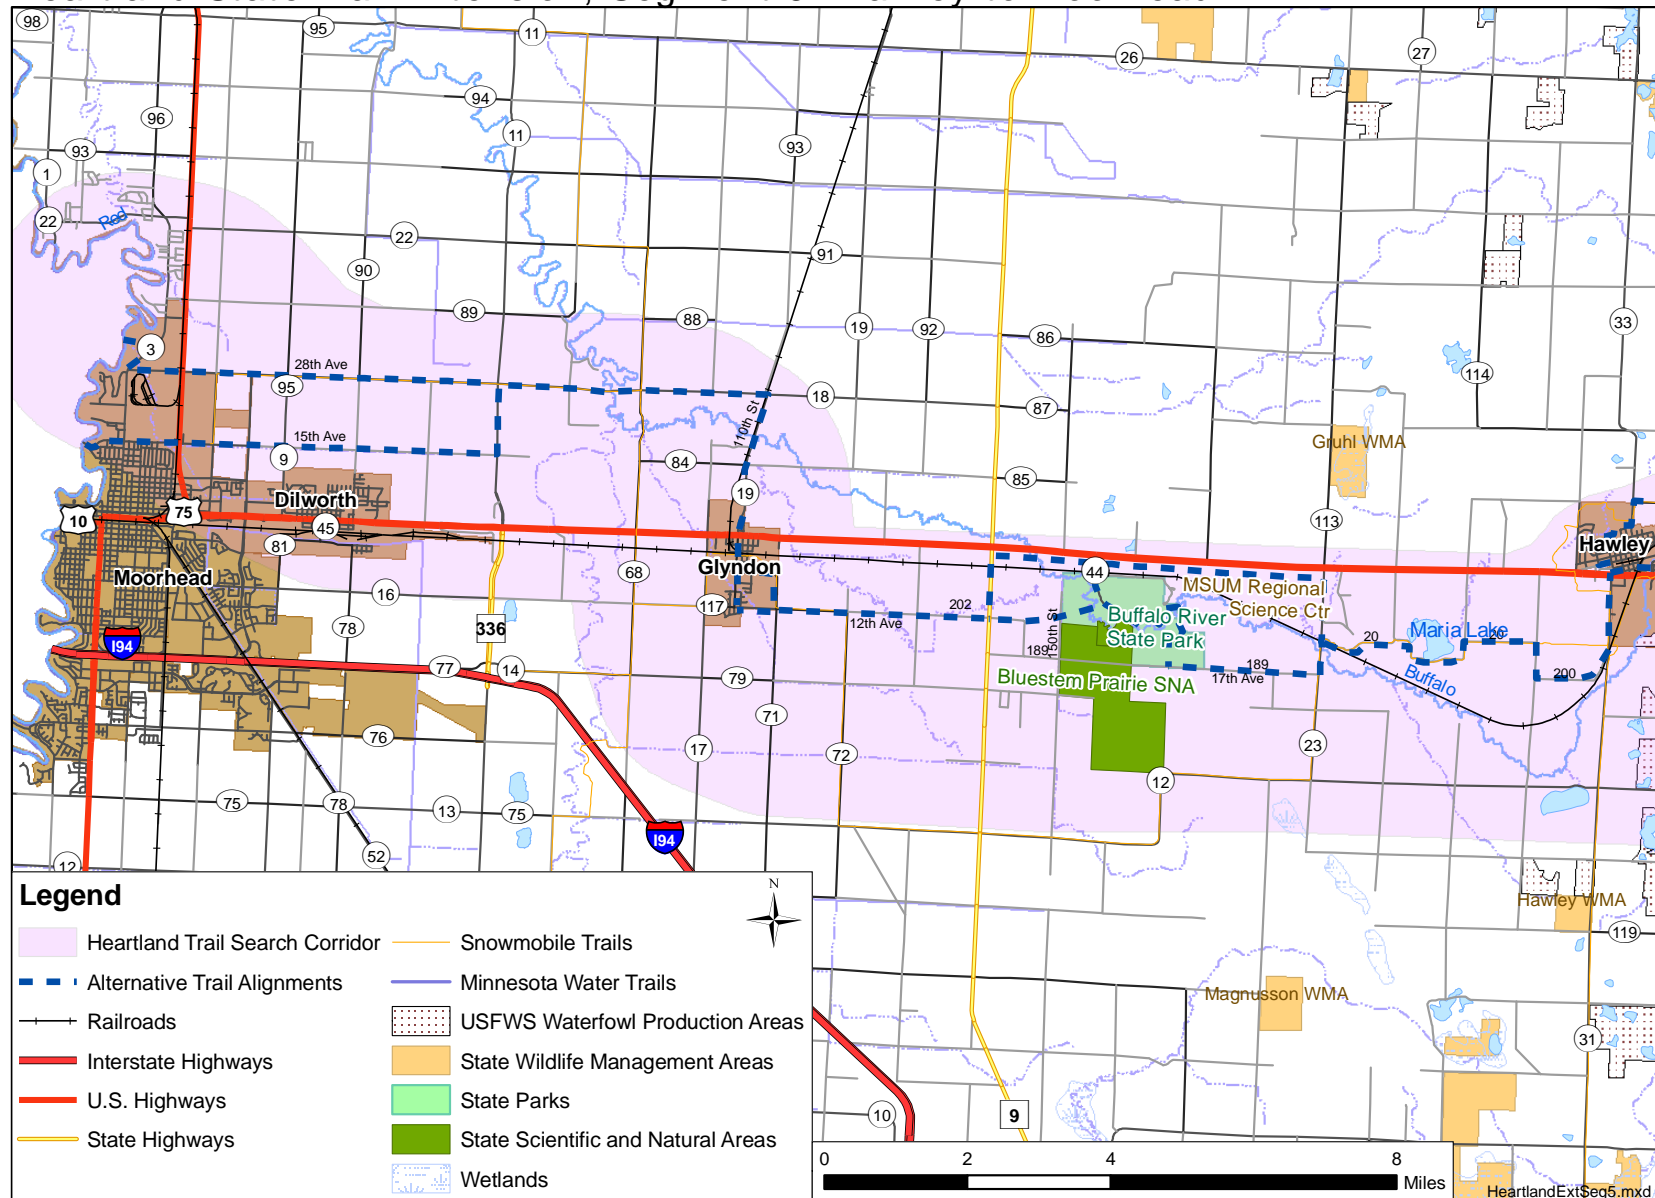 98
95
11
26
27
96
94
11
93
93
1
22
Red
22
91
90
89
88
19
92
86
33
3
28th Ave
95
114
18
87
110th St
15th Ave
9
84
85
Gruhl WMA
19
113
Dilworth
10
75
45
81
Hawley
Moorhead
68
Glyndon
44
MSUM Regional
Science Ctr
16
117
202
12th Ave
Buffalo River
State Park
150th St
78
336
20
Maria Lake
20
I94
189
189
17th Ave
200
Buffalo
77
14
79
Bluestem Prairie SNA
71
76
17
72
23
12
75
78
13
75
I94
52
12
Hawley WMA
119
Magnusson WMA
31
10
9
Legend
N
Heartland Trail Search Corridor
Alternative Trail Alignments
Railroads
Interstate Highways
U.S. Highways
State Highways
Snowmobile Trails
Minnesota Water Trails
USFWS Waterfowl Production Areas
State Wildlife Management Areas
State Parks
State Scientific and Natural Areas
Wetlands
0 2 4 8
Miles
HeartlandExtSeg5.mxd